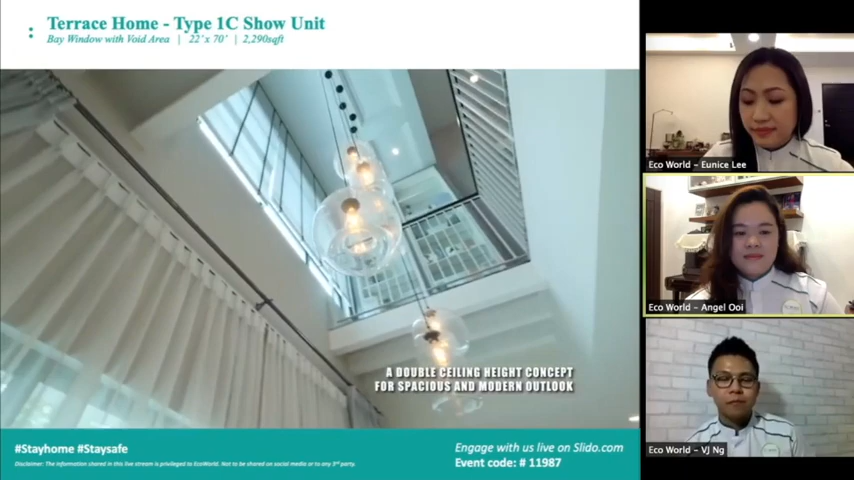 Terrace Home - Type 1C Show Unit
Bay Window with Void Area | 22'x 70' | 2,290sqft
A DOUBLE CEILING HEIGHT CONCEPT
FOR SPACIOUS AND MODERN OUTLOOK
#Stayhome #Staysafe
Disclaimer: The information shared in this live stream is privileged to EcoWorld. Not to be shared on social media or to any 3rd party.
Engage with us live on Slido.com
Event code: # 11987
Eco World – Eunice Lee
Eco World – Angel Ooi
Eco World – VJ Ng